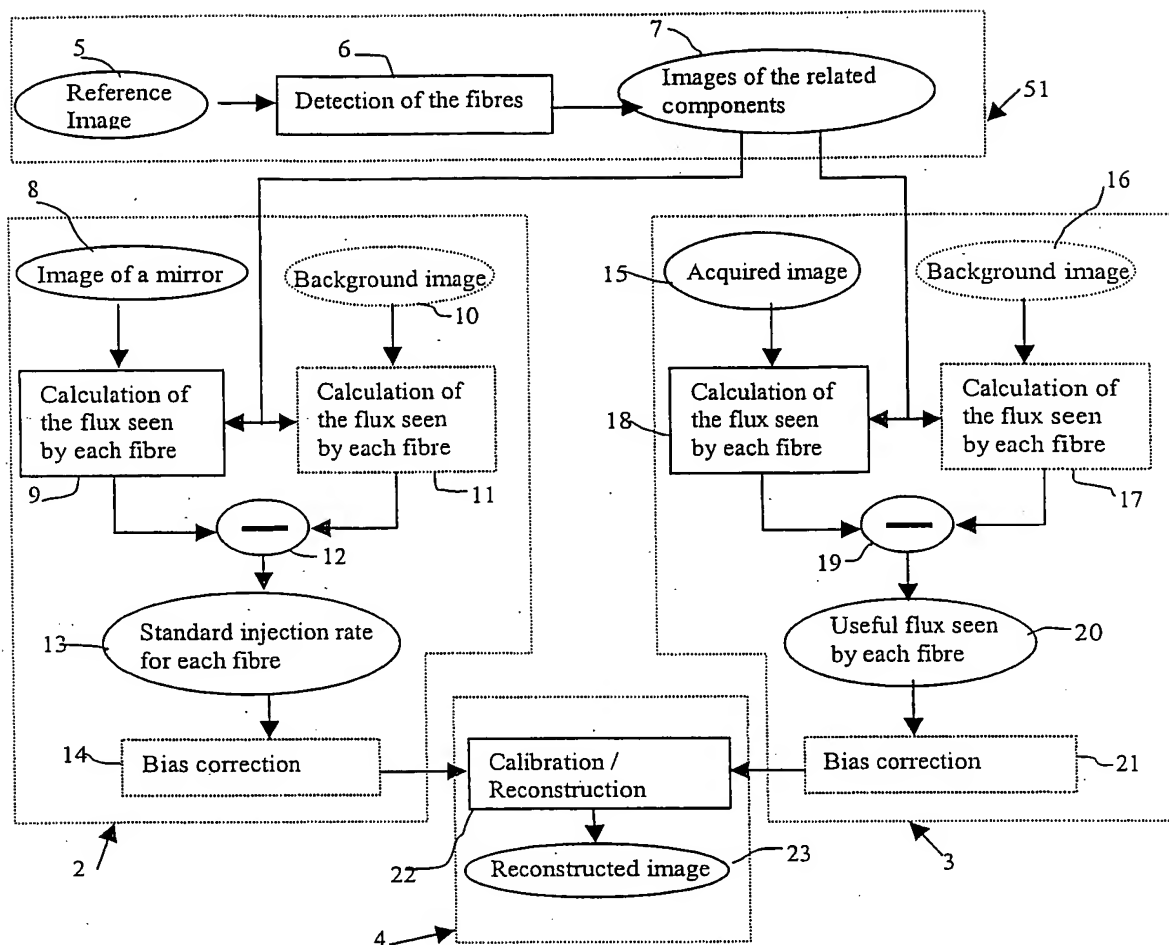 5
6
7
Reference
Image
Detection of the fibres
Images of the related
components
51
8
16
Image of a mirror
Background image
10
15
Acquired image
Background image
Calculation of
the flux seen
by each fibre
9
Calculation of
the flux seen
by each fibre
11
18
Calculation of
the flux seen
by each fibre
Calculation of
the flux seen
by each fibre
17
12
19
13
Standard injection rate
for each fibre
Useful flux seen
by each fibre
20
14
Bias correction
Calibration /
Reconstruction
Bias correction
21
2
22
23
3
Reconstructed image
4